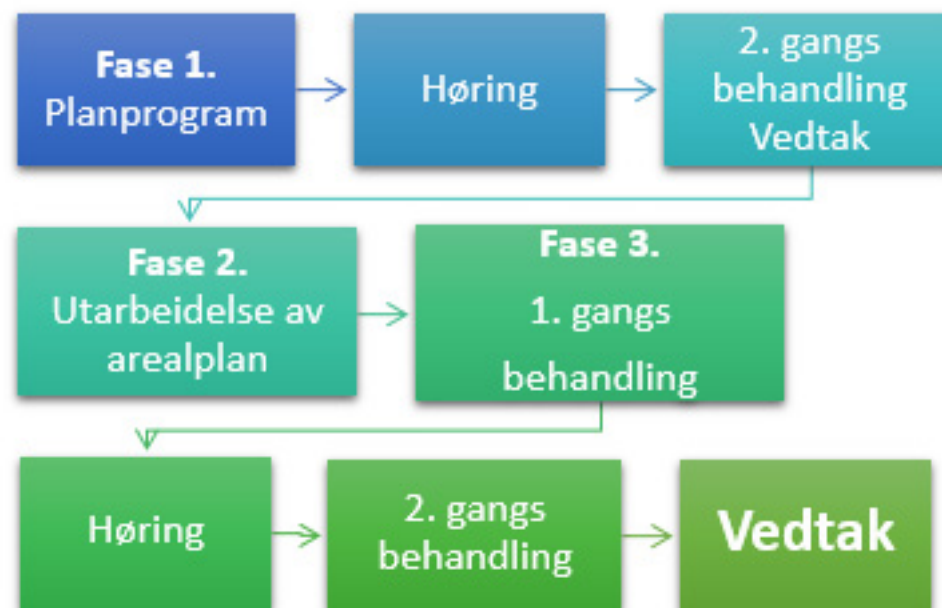 Fase 1.
Planprogram
Høring
2. gangs
behandling
Vedtak
Fase 2.
Utarbeidelse av
arealplan
Fase 3.
1. gangs
behandling
Høring
2. gangs
behandling
Vedtak